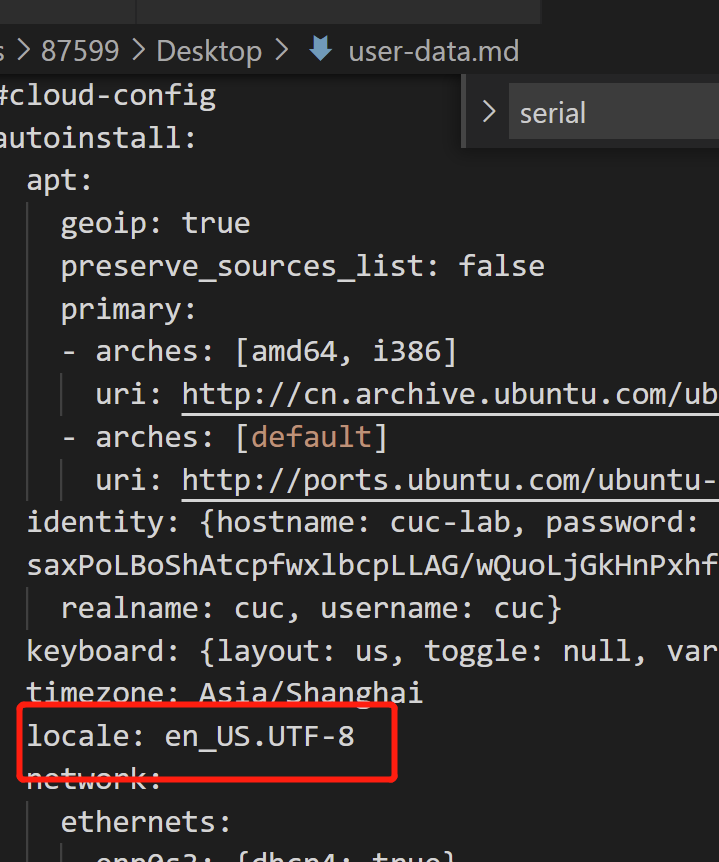 s > 87599 > Desktop > user-data.md
> serial
#cloud-config
autoinstall:
  apt:
    geoip: true
    preserve_sources_list: false
    primary:
    - arches: [amd64, i386]
      uri: http://cn.archive.ubuntu.com/ub
    - arches: [default]
      uri: http://ports.ubuntu.com/ubuntu-
  identity: {hostname: cuc-lab, password:
  saxPoLBoShAtcpfwxlbcpLLAG/wQuoLjGkHnPxhf
    realname: cuc, username: cuc}
  keyboard: {layout: us, toggle: null, var
  timezone: Asia/Shanghai
  locale: en_US.UTF-8
  network:
    ethernets:
      enp0s3: {dhcp4: true}